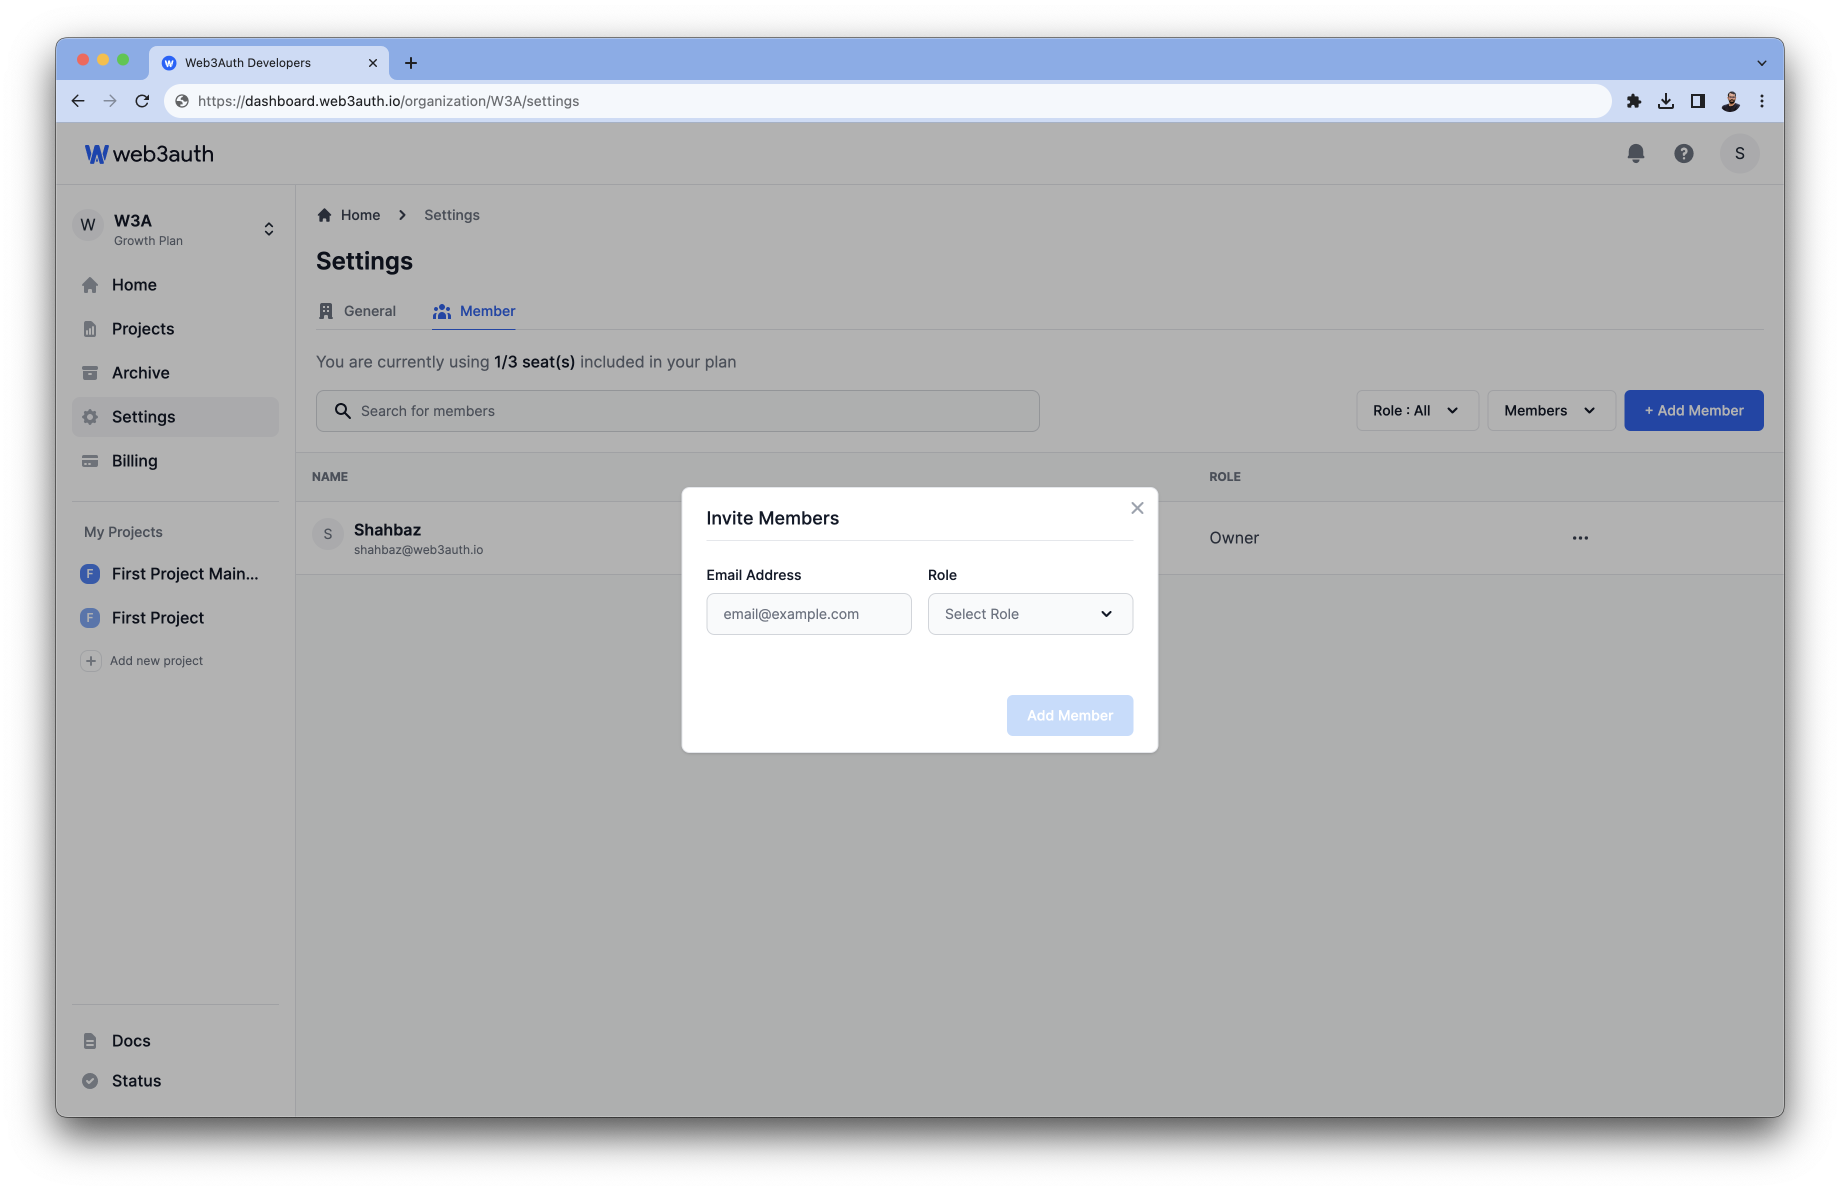 Web3Auth Developers
https://dashboard.web3auth.io/organization/W3A/settings
web3auth
S
W
W3A
Growth Plan
Home
Projects
Archive
Settings
Billing
My Projects
F
First Project Main...
F
First Project
Add new project
Docs
Status
Home
Settings
Settings
General
Member
You are currently using 1/3 seat(s) included in your plan
Search for members
Role : All
Members
+ Add Member
NAME
ROLE
S
Shahbaz
shahbaz@web3auth.io
Owner
Invite Members
Email Address
Role
email@example.com
Select Role
Add Member